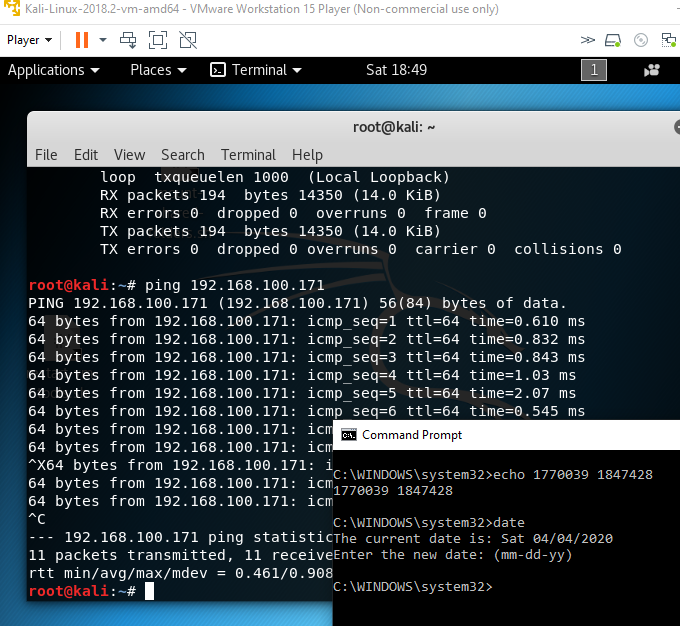 Kali-Linux-2018.2-vm-amd64 - VMware Workstation 15 Player (Non-commercial use only)
Player
Applications Places Terminal Sat 18:49 1
root@kali: ~
File Edit View Search Terminal Help
loop txqueuelen 1000 (Local Loopback)
RX packets 194 bytes 14350 (14.0 KiB)
RX errors 0 dropped 0 overruns 0 frame 0
TX packets 194 bytes 14350 (14.0 KiB)
TX errors 0 dropped 0 overruns 0 carrier 0 collisions 0
root@kali:~# ping 192.168.100.171
PING 192.168.100.171 (192.168.100.171) 56(84) bytes of data.
64 bytes from 192.168.100.171: icmp_seq=1 ttl=64 time=0.610 ms
64 bytes from 192.168.100.171: icmp_seq=2 ttl=64 time=0.832 ms
64 bytes from 192.168.100.171: icmp_seq=3 ttl=64 time=0.843 ms
64 bytes from 192.168.100.171: icmp_seq=4 ttl=64 time=1.03 ms
64 bytes from 192.168.100.171: icmp_seq=5 ttl=64 time=2.07 ms
64 bytes from 192.168.100.171: icmp_seq=6 ttl=64 time=0.545 ms
64 bytes from 192.168.100.171: icm
64 bytes from 192.168.100.171: icm
^X64 bytes from 192.168.100.171: i
64 bytes from 192.168.100.171: icm
64 bytes from 192.168.100.171: icm
^C
--- 192.168.100.171 ping statistic
11 packets transmitted, 11 receive
rtt min/avg/max/mdev = 0.461/0.908
root@kali:~#
Command Prompt
C:\WINDOWS\system32>echo 1770039 1847428
1770039 1847428
C:\WINDOWS\system32>date
The current date is: Sat 04/04/2020
Enter the new date: (mm-dd-yy)
C:\WINDOWS\system32>